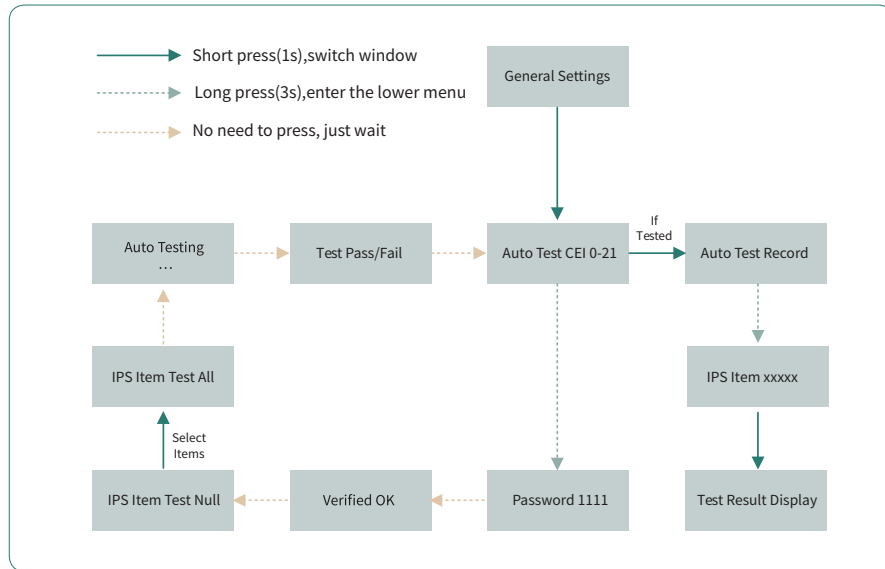 Short press(1s),switch window
General Settings
Long press(3s),enter the lower menu
No need to press, just wait
If
Tested
Auto Testing
...
Test Pass/Fail
Auto Test CEI 0-21
Auto Test Record
IPS Item Test All
IPS Item xxxxx
Select
Items
IPS Item Test Null
Verified OK
Password 1111
Test Result Display